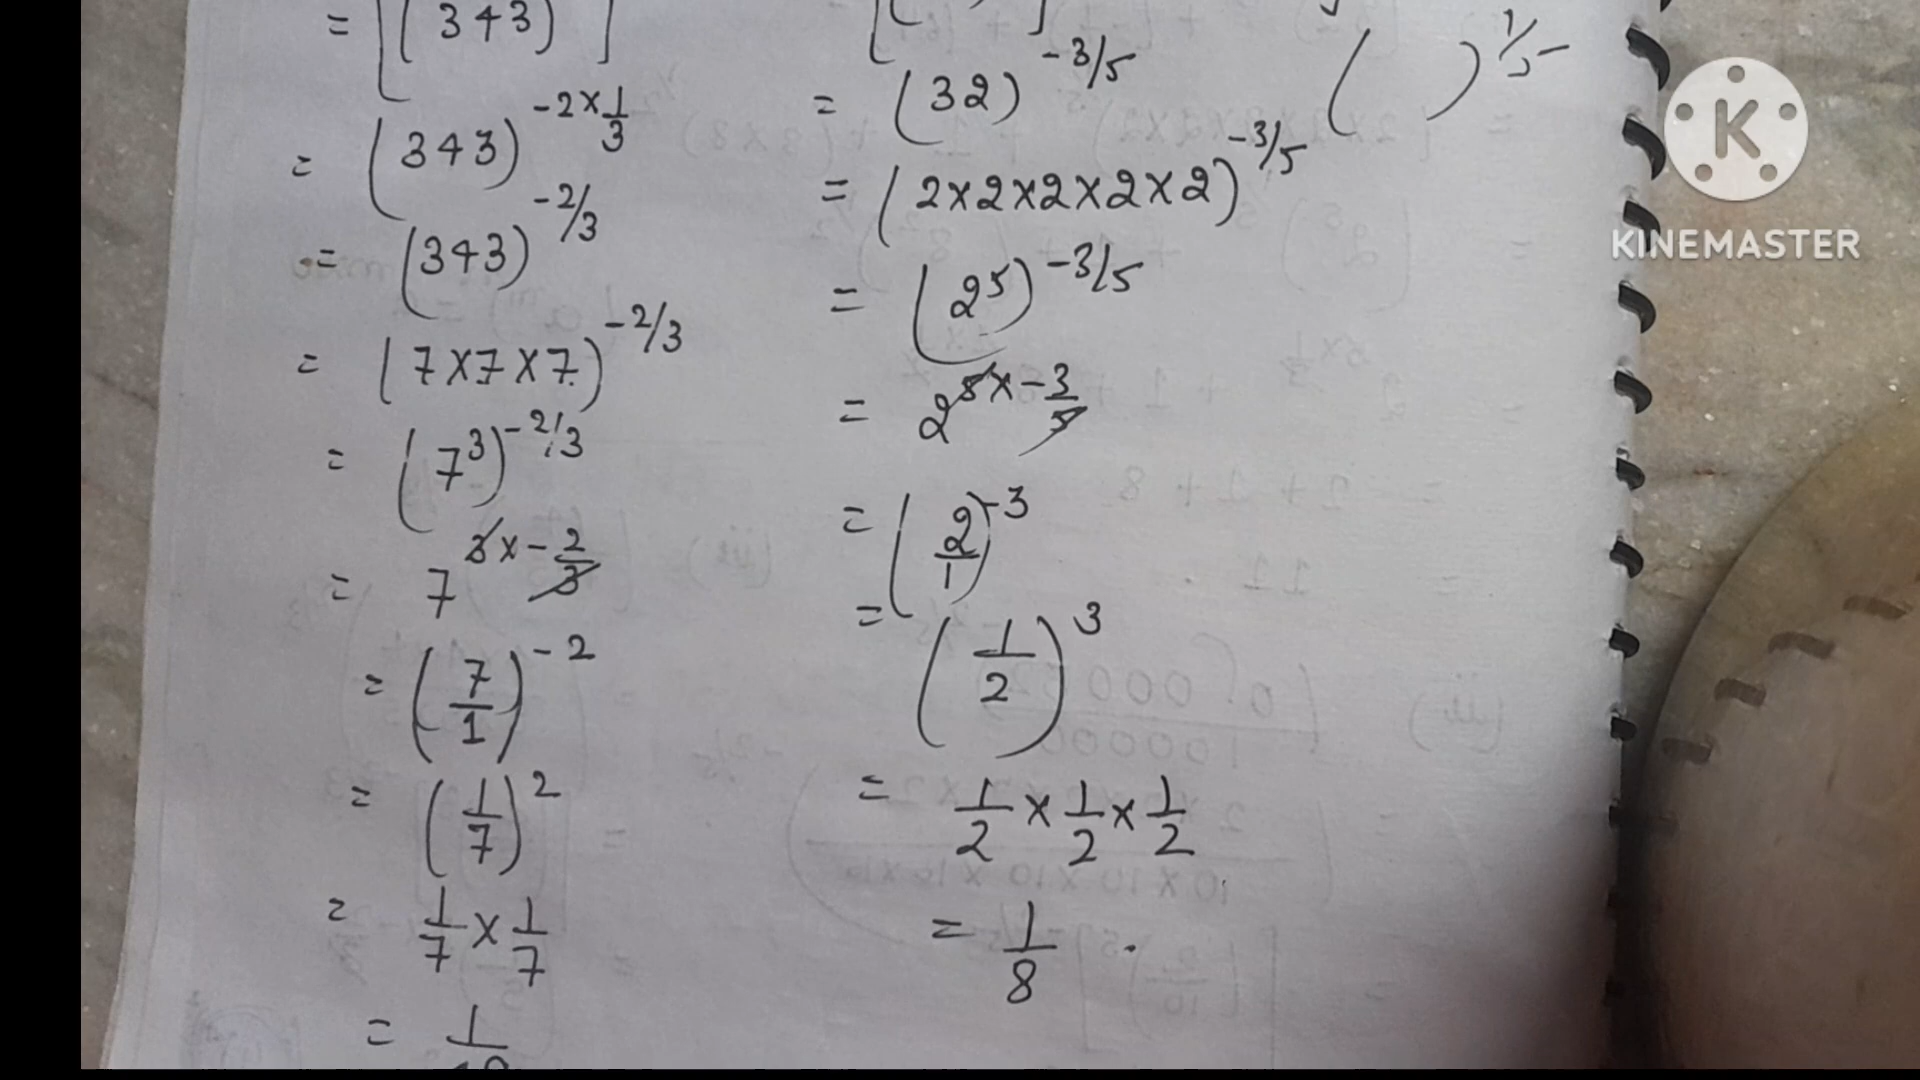 = [(343) ]
= (343)^-2×1/3
= (343)^-2/3
= (7×7×7)^-2/3
= (7^3)^-2/3
= 7^3×-2/3
= (7/1)^-2
= (1/7)^2
= 1/7 × 1/7
= 1/
= (32)^-3/5
= (2×2×2×2×2)^-3/5
= (2^5)^-3/5
= 2^5×-3/5
= (2/1)^-3
= (1/2)^3
= 1/2 × 1/2 × 1/2
= 1/8 .
K
KINEMASTER